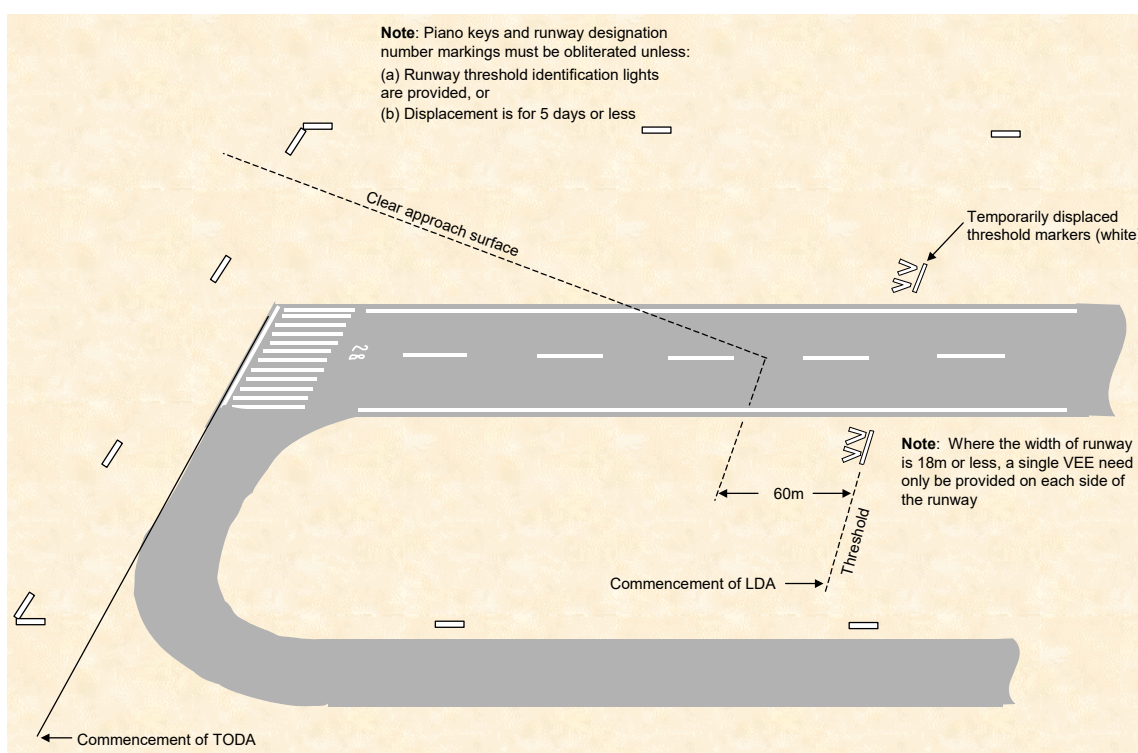 Note: Piano keys and runway designation
number markings must be obliterated unless:
(a) Runway threshold identification lights
are provided, or
(b) Displacement is for 5 days or less
Clear approach surface
Temporarily displaced
threshold markers (white
28
Note: Where the width of runway
is 18m or less, a single VEE need
only be provided on each side of
the runway
60m
Threshold
Commencement of LDA
Commencement of TODA